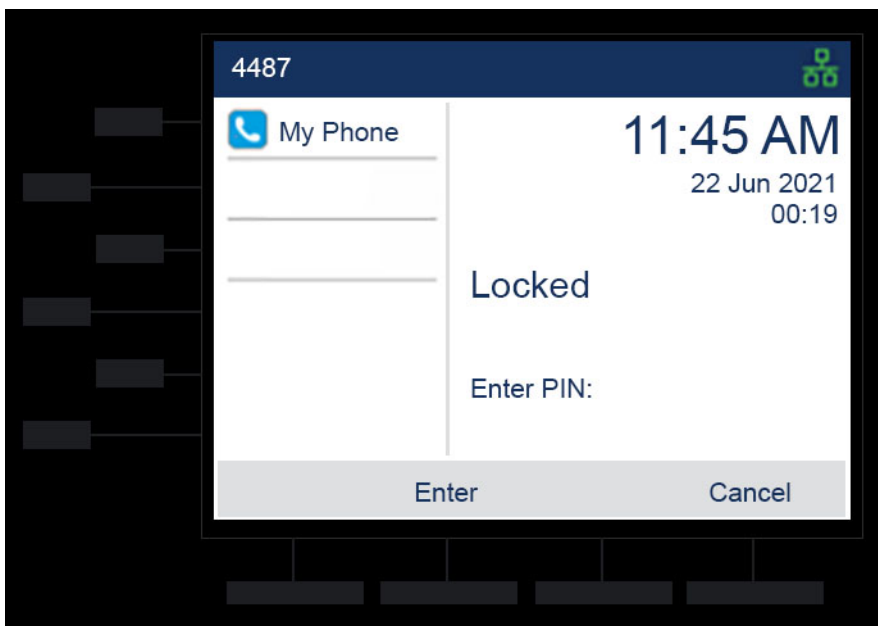 4487
My Phone
11:45 AM
22 Jun 2021
00:19
Locked
Enter PIN:
Enter
Cancel